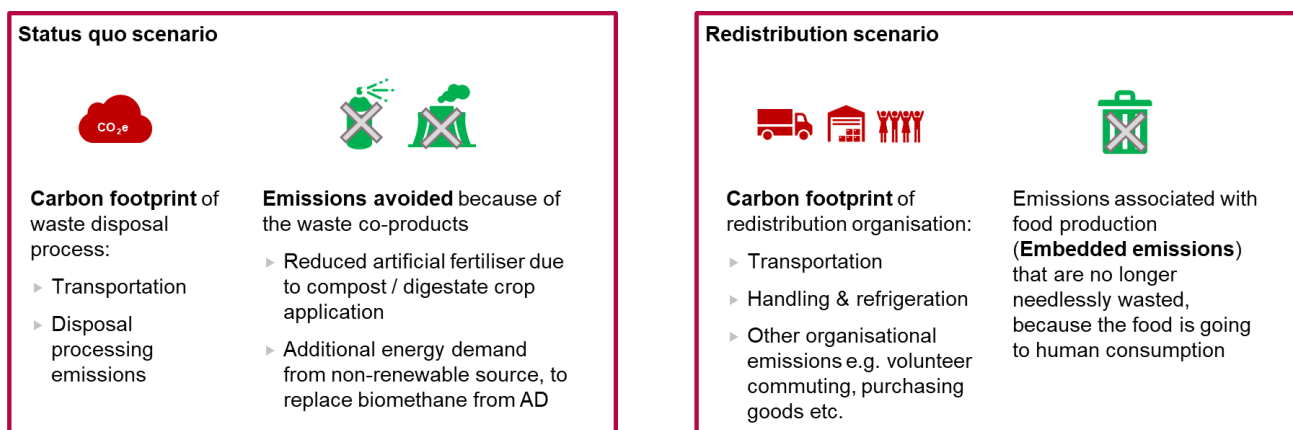 Status quo scenario
CO2e
Carbon footprint of
waste disposal
process:
Transportation
Disposal
processing
emissions
Emissions avoided because of
the waste co-products
Reduced artificial fertiliser due
to compost / digestate crop
application
Additional energy demand
from non-renewable source, to
replace biomethane from AD
Redistribution scenario
Carbon footprint of
redistribution organisation:
Transportation
Handling & refrigeration
Other organisational
emissions e.g. volunteer
commuting, purchasing
goods etc.
Emissions associated with
food production
(Embedded emissions)
that are no longer
needlessly wasted,
because the food is going
to human consumption